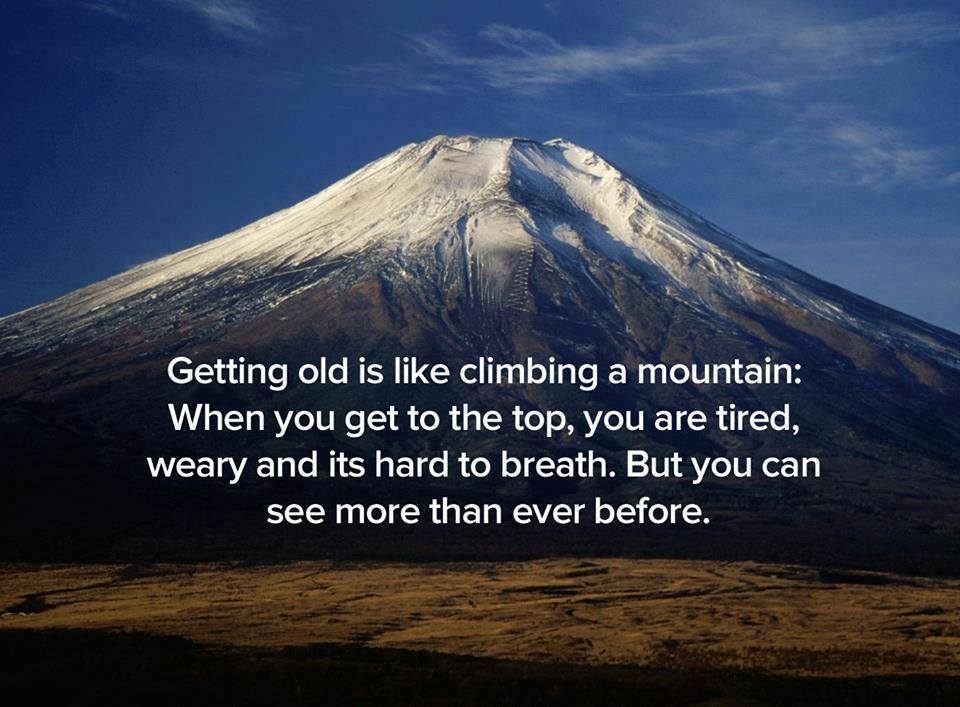 Getting old is like climbing a mountain:
When you get to the top, you are tired,
weary and its hard to breath. But you can
see more than ever before.